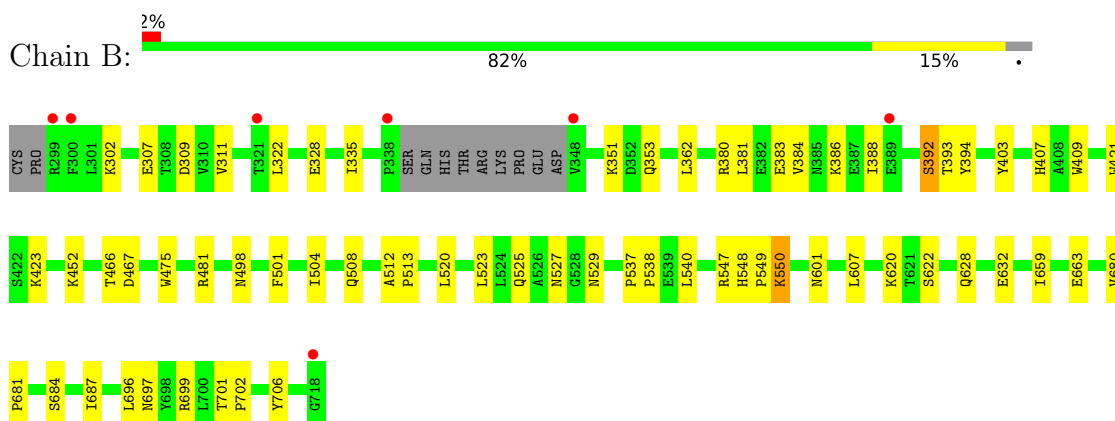 2%
Chain B:
82% 15% •
CYS PRO R299 F300 L301 K302 E307 T308 D309 V310 V311 T321 L322 E328 I335 P338 SER GLN HIS THR ARG LYS PRO GLU ASP V348 K351 D352 Q353 L362 R380 L381 E382 E383 V384 N385 K386 E387 I388 E389 S392 T393 Y394 Y403 H407 A408 W409
S422 K423 K452 T466 D467 W475 R481 N498 F501 I504 Q508 A512 P513 L520 L523 L524 Q525 A526 N527 G528 N529 P537 P538 E539 L540 R547 H548 P549 K550 N601 L607 K620 T621 S622 Q628 E632 I659 E663
P681 S684 I687 L696 N697 Y698 R699 L700 T701 P702 Y706 G718